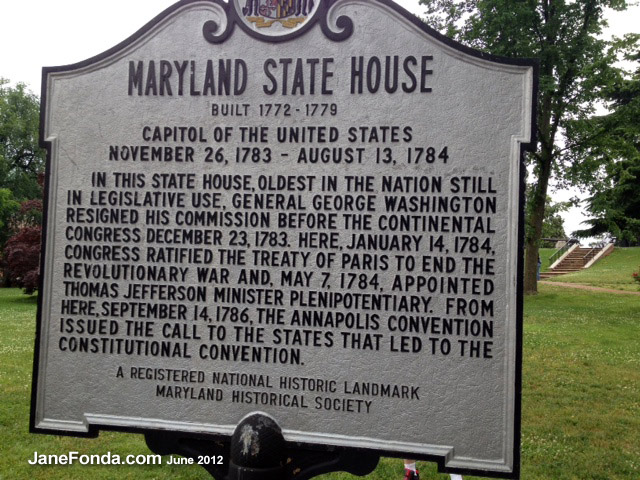 MARYLAND STATE HOUSE
BUILT 1772 - 1779
CAPITOL OF THE UNITED STATES
NOVEMBER 26, 1783 - AUGUST 13, 1784
IN THIS STATE HOUSE, OLDEST IN THE NATION STILL
IN LEGISLATIVE USE, GENERAL GEORGE WASHINGTON
RESIGNED HIS COMMISSION BEFORE THE CONTINENTAL
CONGRESS DECEMBER 23, 1783. HERE, JANUARY 14, 1784,
CONGRESS RATIFIED THE TREATY OF PARIS TO END THE
REVOLUTIONARY WAR AND, MAY 7, 1784, APPOINTED
THOMAS JEFFERSON MINISTER PLENIPOTENTIARY. FROM
HERE, SEPTEMBER 14, 1786, THE ANNAPOLIS CONVENTION
ISSUED THE CALL TO THE STATES THAT LED TO THE
CONSTITUTIONAL CONVENTION.
A REGISTERED NATIONAL HISTORIC LANDMARK
MARYLAND HISTORICAL SOCIETY
JaneFonda.com June 2012